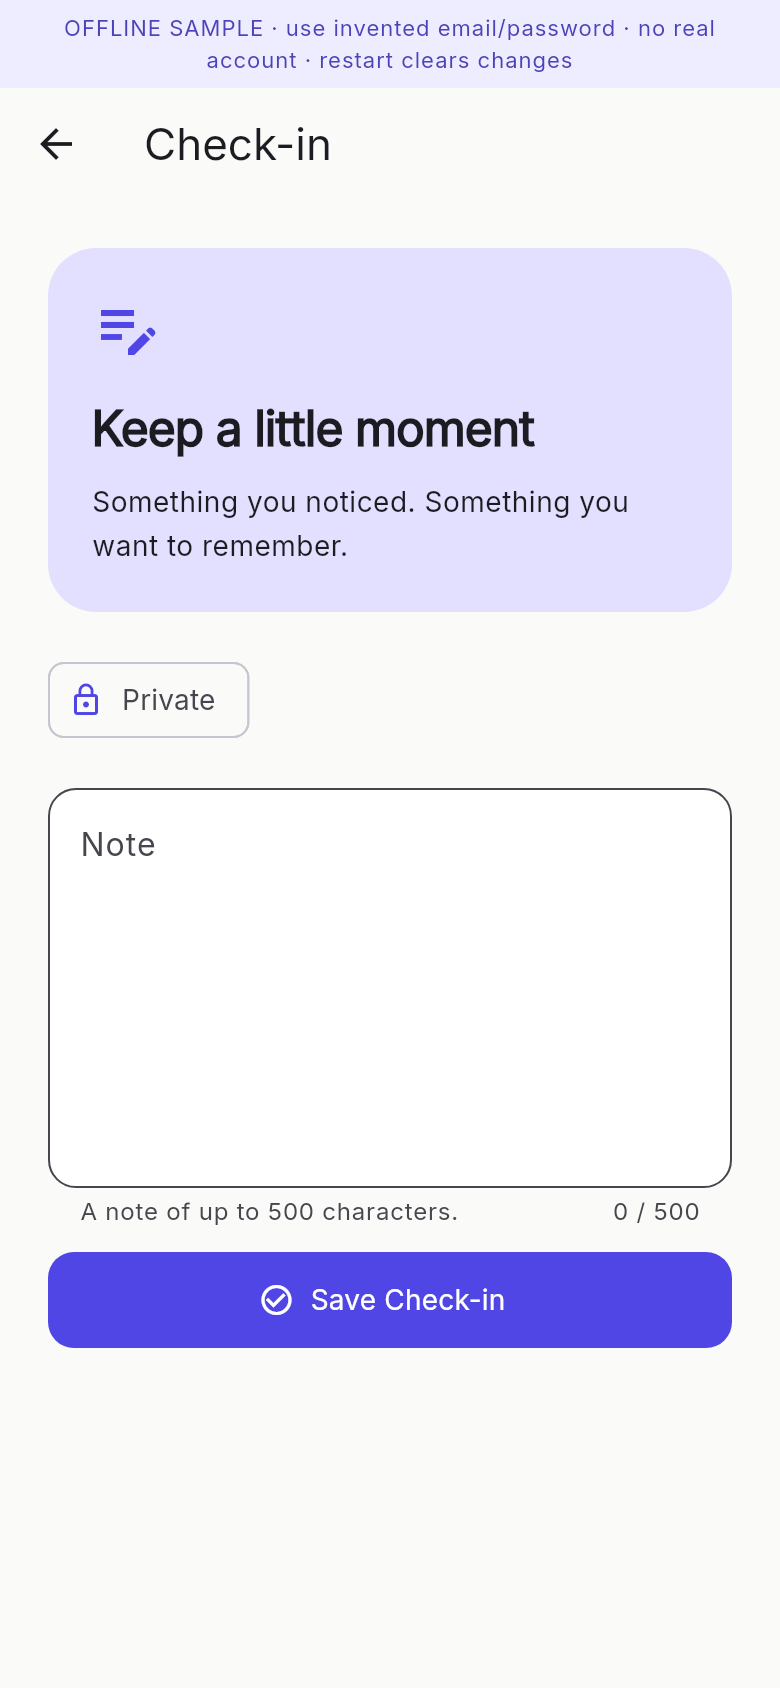 OFFLINE SAMPLE · use invented email/password · no real
account · restart clears changes
Check-in
Keep a little moment
Something you noticed. Something you
want to remember.
Private
Note
A note of up to 500 characters.
0 / 500
Save Check-in